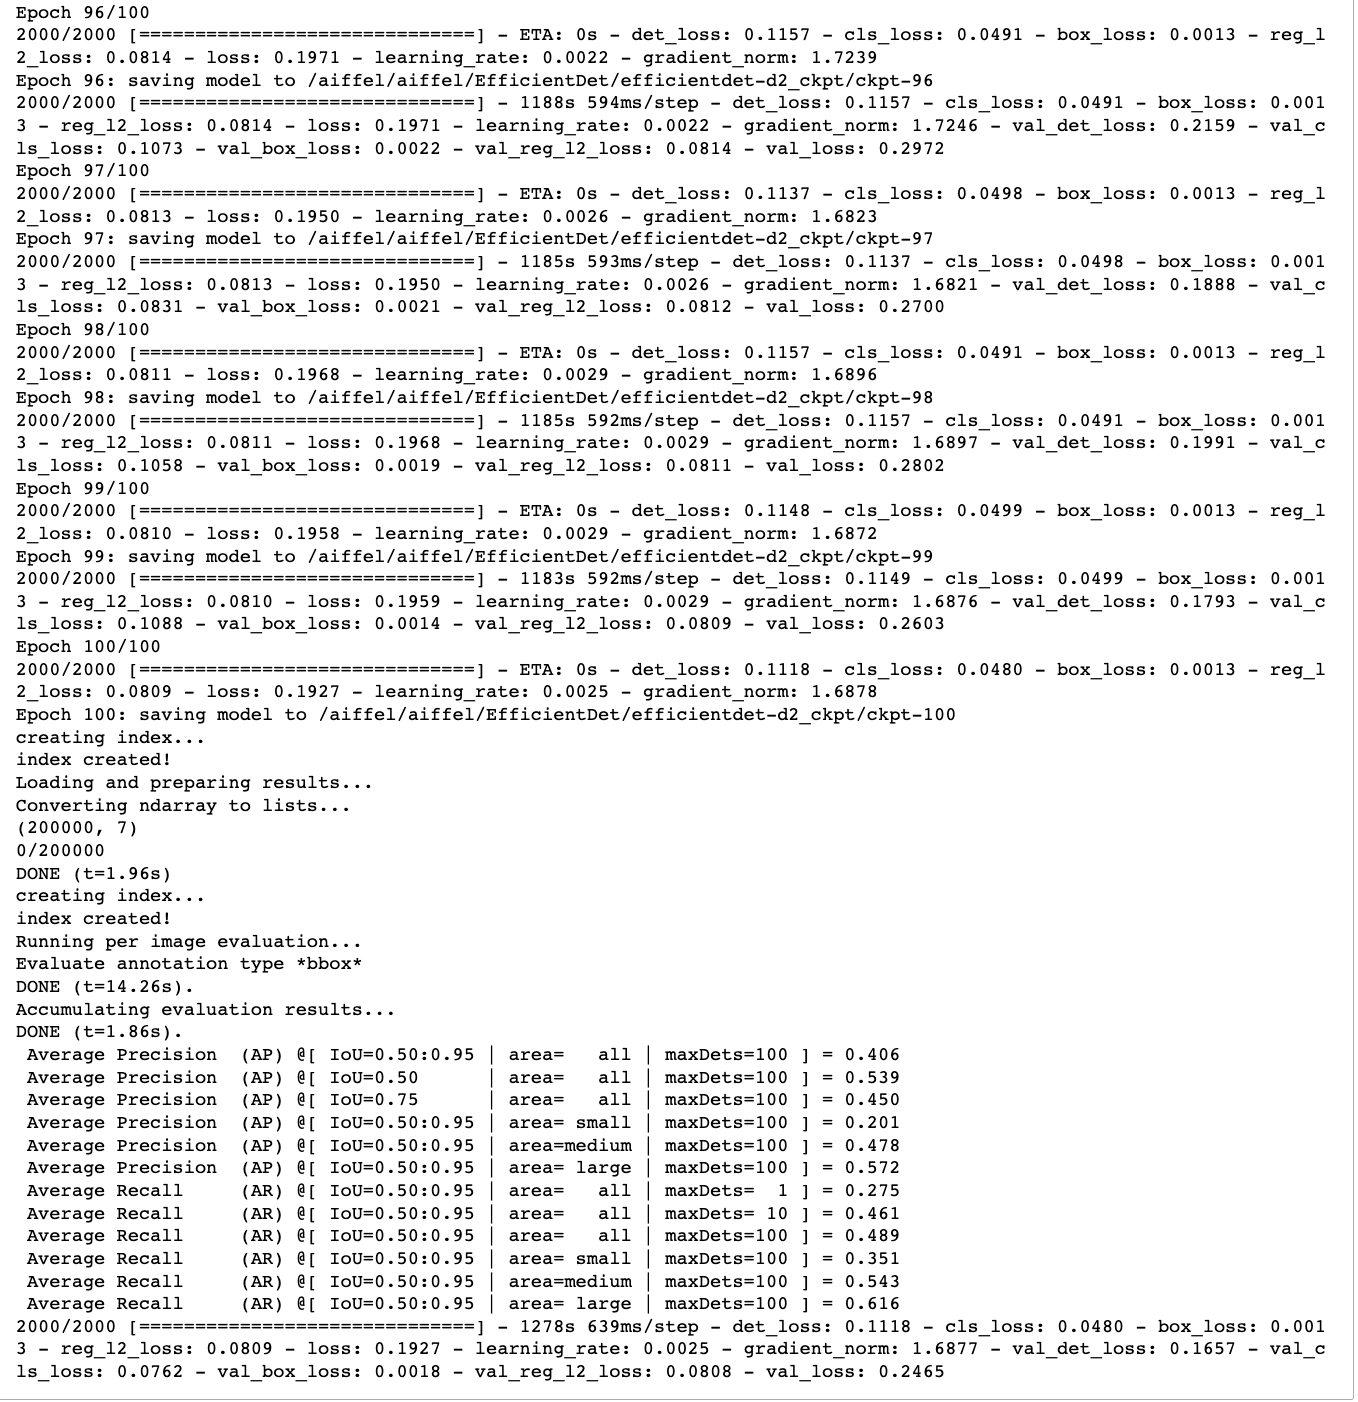 Epoch 96/100
2000/2000 [==============================] - ETA: 0s - det_loss: 0.1157 - cls_loss: 0.0491 - box_loss: 0.0013 - reg_l
2_loss: 0.0814 - loss: 0.1971 - learning_rate: 0.0022 - gradient_norm: 1.7239
Epoch 96: saving model to /aiffel/aiffel/EfficientDet/efficientdet-d2_ckpt/ckpt-96
2000/2000 [==============================] - 1188s 594ms/step - det_loss: 0.1157 - cls_loss: 0.0491 - box_loss: 0.001
3 - reg_l2_loss: 0.0814 - loss: 0.1971 - learning_rate: 0.0022 - gradient_norm: 1.7246 - val_det_loss: 0.2159 - val_c
ls_loss: 0.1073 - val_box_loss: 0.0022 - val_reg_l2_loss: 0.0814 - val_loss: 0.2972
Epoch 97/100
2000/2000 [==============================] - ETA: 0s - det_loss: 0.1137 - cls_loss: 0.0498 - box_loss: 0.0013 - reg_l
2_loss: 0.0813 - loss: 0.1950 - learning_rate: 0.0026 - gradient_norm: 1.6823
Epoch 97: saving model to /aiffel/aiffel/EfficientDet/efficientdet-d2_ckpt/ckpt-97
2000/2000 [==============================] - 1185s 593ms/step - det_loss: 0.1137 - cls_loss: 0.0498 - box_loss: 0.001
3 - reg_l2_loss: 0.0813 - loss: 0.1950 - learning_rate: 0.0026 - gradient_norm: 1.6821 - val_det_loss: 0.1888 - val_c
ls_loss: 0.0831 - val_box_loss: 0.0021 - val_reg_l2_loss: 0.0812 - val_loss: 0.2700
Epoch 98/100
2000/2000 [==============================] - ETA: 0s - det_loss: 0.1157 - cls_loss: 0.0491 - box_loss: 0.0013 - reg_l
2_loss: 0.0811 - loss: 0.1968 - learning_rate: 0.0029 - gradient_norm: 1.6896
Epoch 98: saving model to /aiffel/aiffel/EfficientDet/efficientdet-d2_ckpt/ckpt-98
2000/2000 [==============================] - 1185s 592ms/step - det_loss: 0.1157 - cls_loss: 0.0491 - box_loss: 0.001
3 - reg_l2_loss: 0.0811 - loss: 0.1968 - learning_rate: 0.0029 - gradient_norm: 1.6897 - val_det_loss: 0.1991 - val_c
ls_loss: 0.1058 - val_box_loss: 0.0019 - val_reg_l2_loss: 0.0811 - val_loss: 0.2802
Epoch 99/100
2000/2000 [==============================] - ETA: 0s - det_loss: 0.1148 - cls_loss: 0.0499 - box_loss: 0.0013 - reg_l
2_loss: 0.0810 - loss: 0.1958 - learning_rate: 0.0029 - gradient_norm: 1.6872
Epoch 99: saving model to /aiffel/aiffel/EfficientDet/efficientdet-d2_ckpt/ckpt-99
2000/2000 [==============================] - 1183s 592ms/step - det_loss: 0.1149 - cls_loss: 0.0499 - box_loss: 0.001
3 - reg_l2_loss: 0.0810 - loss: 0.1959 - learning_rate: 0.0029 - gradient_norm: 1.6876 - val_det_loss: 0.1793 - val_c
ls_loss: 0.1088 - val_box_loss: 0.0014 - val_reg_l2_loss: 0.0809 - val_loss: 0.2603
Epoch 100/100
2000/2000 [==============================] - ETA: 0s - det_loss: 0.1118 - cls_loss: 0.0480 - box_loss: 0.0013 - reg_l
2_loss: 0.0809 - loss: 0.1927 - learning_rate: 0.0025 - gradient_norm: 1.6878
Epoch 100: saving model to /aiffel/aiffel/EfficientDet/efficientdet-d2_ckpt/ckpt-100
creating index...
index created!
Loading and preparing results...
Converting ndarray to lists...
(200000, 7)
0/200000
DONE (t=1.96s)
creating index...
index created!
Running per image evaluation...
Evaluate annotation type *bbox*
DONE (t=14.26s).
Accumulating evaluation results...
DONE (t=1.86s).
 Average Precision  (AP) @[ IoU=0.50:0.95 | area=   all | maxDets=100 ] = 0.406
 Average Precision  (AP) @[ IoU=0.50      | area=   all | maxDets=100 ] = 0.539
 Average Precision  (AP) @[ IoU=0.75      | area=   all | maxDets=100 ] = 0.450
 Average Precision  (AP) @[ IoU=0.50:0.95 | area= small | maxDets=100 ] = 0.201
 Average Precision  (AP) @[ IoU=0.50:0.95 | area=medium | maxDets=100 ] = 0.478
 Average Precision  (AP) @[ IoU=0.50:0.95 | area= large | maxDets=100 ] = 0.572
 Average Recall     (AR) @[ IoU=0.50:0.95 | area=   all | maxDets=  1 ] = 0.275
 Average Recall     (AR) @[ IoU=0.50:0.95 | area=   all | maxDets= 10 ] = 0.461
 Average Recall     (AR) @[ IoU=0.50:0.95 | area=   all | maxDets=100 ] = 0.489
 Average Recall     (AR) @[ IoU=0.50:0.95 | area= small | maxDets=100 ] = 0.351
 Average Recall     (AR) @[ IoU=0.50:0.95 | area=medium | maxDets=100 ] = 0.543
 Average Recall     (AR) @[ IoU=0.50:0.95 | area= large | maxDets=100 ] = 0.616
2000/2000 [==============================] - 1278s 639ms/step - det_loss: 0.1118 - cls_loss: 0.0480 - box_loss: 0.001
3 - reg_l2_loss: 0.0809 - loss: 0.1927 - learning_rate: 0.0025 - gradient_norm: 1.6877 - val_det_loss: 0.1657 - val_c
ls_loss: 0.0762 - val_box_loss: 0.0018 - val_reg_l2_loss: 0.0808 - val_loss: 0.2465